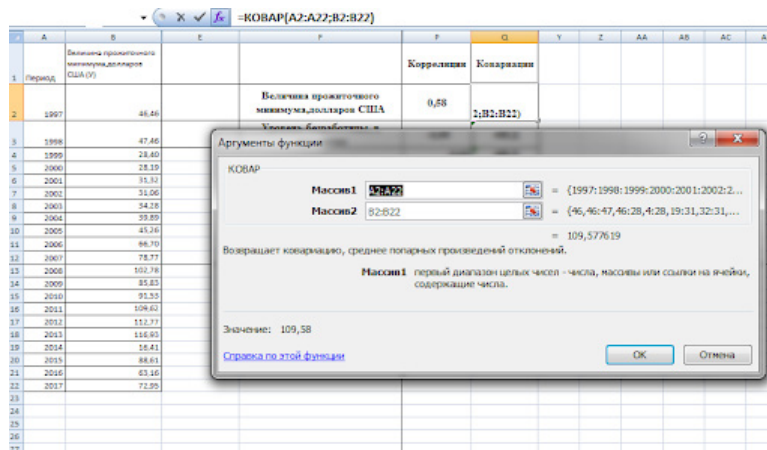 =КОВАР(A2:A22;B2:B22)
A B E F P Q Y Z AA AB AC
1 Период Величина прожиточного минимума,долларов США (У) Корреляция Ковариация
2 1997 46,46 Величина прожиточного минимума,долларов США 0,58 2;B2:B22)
3 1998 47,46
4 1999 28,40
5 2000 28,19
6 2001 31,32
7 2002 31,06
8 2003 34,28
9 2004 39,89
10 2005 45,26
11 2006 66,70
12 2007 78,77
13 2008 102,78
14 2009 85,83
15 2010 91,53
16 2011 109,62
17 2012 112,77
18 2013 116,93
19 2014 16,41
20 2015 88,61
21 2016 63,16
22 2017 72,95
23
24
25
26
Аргументы функции
КОВАР
Массив1 A2:A22 = {1997:1998:1999:2000:2001:2002:2...
Массив2 B2:B22 = {46,46:47,46:28,4:28,19:31,32:31,...
= 109,577619
Возвращает ковариацию, среднее попарных произведений отклонений.
Массив1 первый диапазон целых чисел - числа, массивы или ссылки на ячейки,
содержащие числа.
Значение: 109,58
Справка по этой функции
OK
Отмена